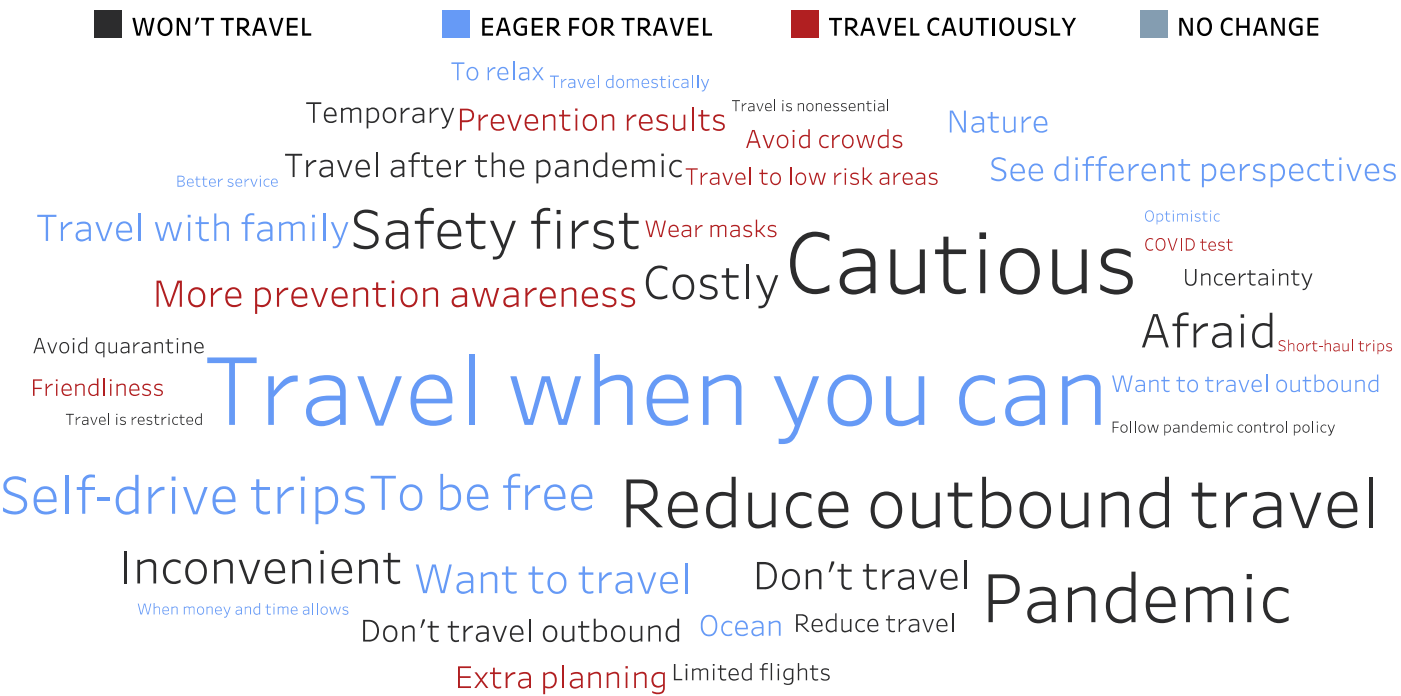 WON'T TRAVEL
EAGER FOR TRAVEL
TRAVEL CAUTIOUSLY
NO CHANGE
To relax
Travel domestically
Temporary
Prevention results
Travel is nonessential
Avoid crowds
Nature
Better service
Travel after the pandemic
Travel to low risk areas
See different perspectives
Travel with family
Safety first
Wear masks
Cautious
Optimistic
COVID test
More prevention awareness
Costly
Uncertainty
Avoid quarantine
Afraid
Short-haul trips
Friendliness
Travel when you can
Want to travel outbound
Travel is restricted
Follow pandemic control policy
Self-drive trips
To be free
Reduce outbound travel
Inconvenient
Want to travel
Don't travel
Pandemic
When money and time allows
Don't travel outbound
Ocean
Reduce travel
Extra planning
Limited flights